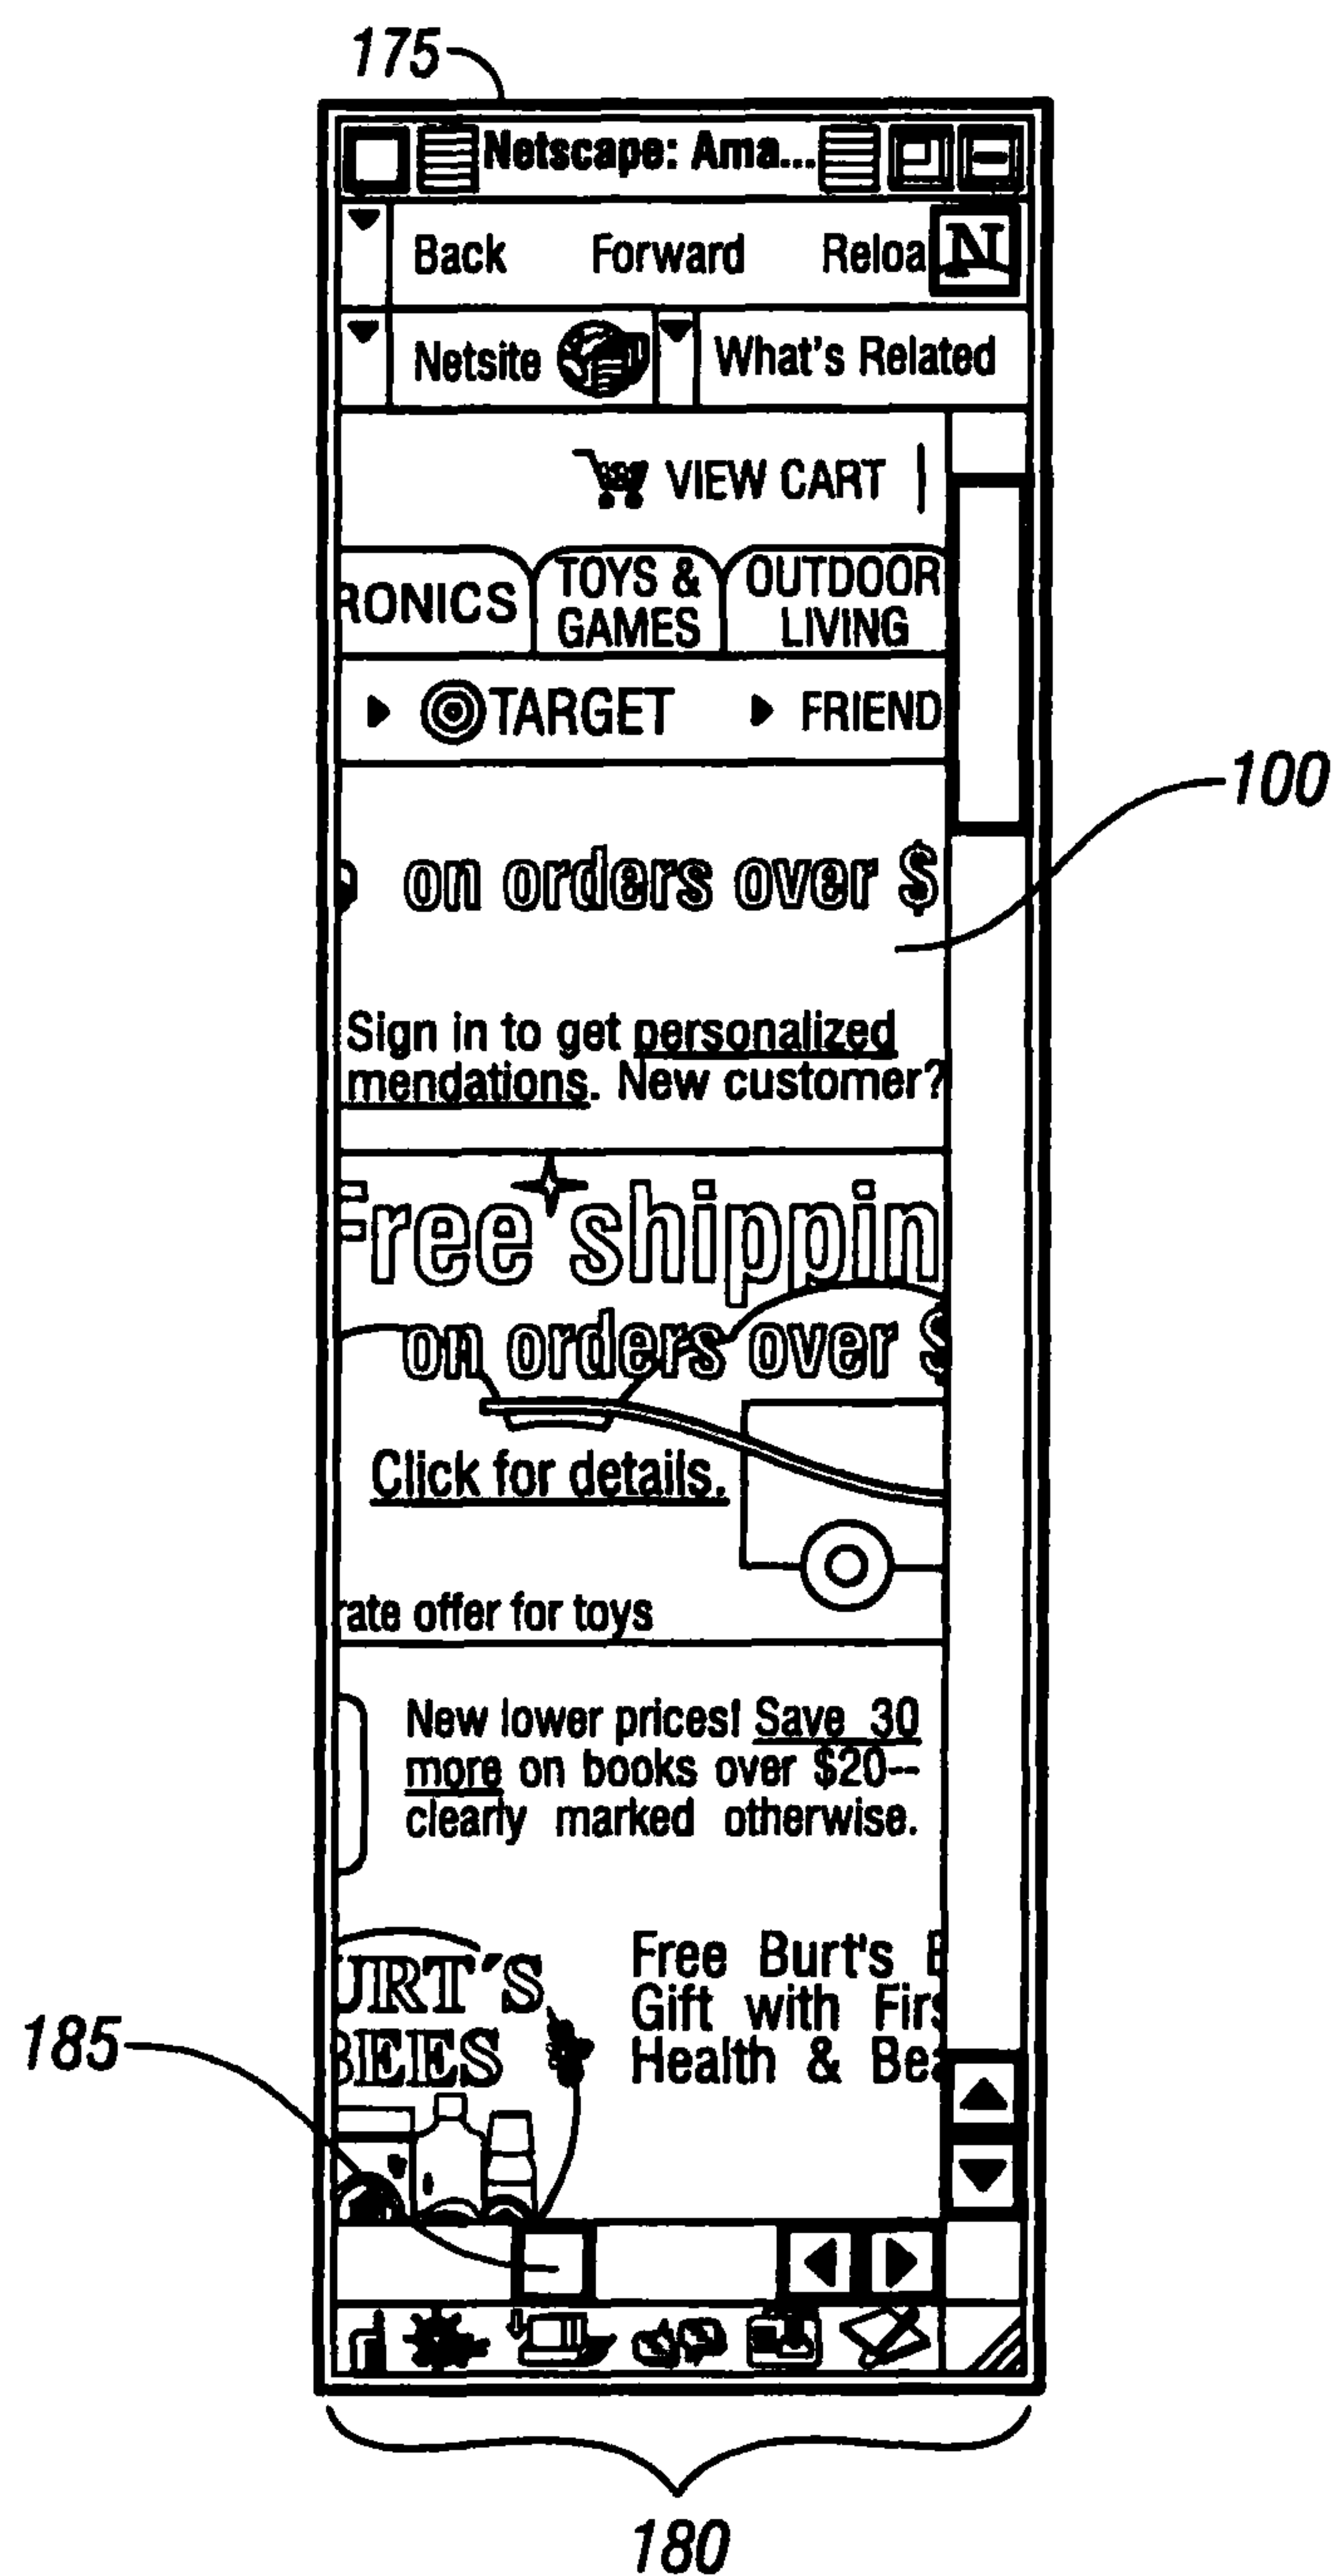 175
Netscape: Ama...
Back Forward Reloa N
Netsite What's Related
VIEW CART |
RONICS TOYS & GAMES OUTDOOR LIVING
TARGET FRIEND
100
on orders over $
Sign in to get personalized
mendations. New customer?
Free shippin
on orders over $
Click for details.
rate offer for toys
New lower prices! Save 30
more on books over $20--
clearly marked otherwise.
URT'S
BEES
Free Burt's B
Gift with Firs
Health & Bea
185
180